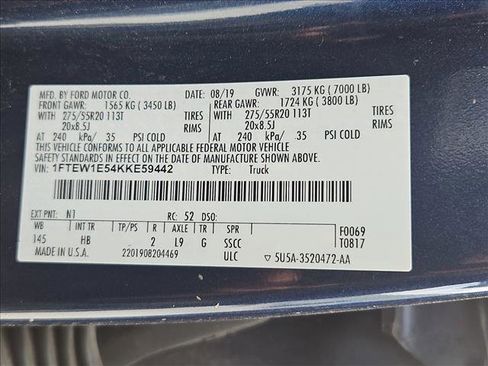 MFD. BY FORD MOTOR CO. 08/19 GVWR: 3175 KG ( 7000 LB)
FRONT GAWR: 1565 KG ( 3450 LB) REAR GAWR: 1724 KG ( 3800 LB)
WITH 275/55R20 113T TIRES WITH 275/55R20 113T TIRES
20x8.5J RIMS 20x8.5J RIMS
AT 240 kPa/ 35 PSI COLD AT 240 kPa/ 35 PSI COLD
THIS VEHICLE CONFORMS TO ALL APPLICABLE FEDERAL MOTOR VEHICLE
SAFETY STANDARDS IN EFFECT ON THE DATE OF MANUFACTURE SHOWN ABOVE.
VIN: 1FTEW1E54KKE59442 TYPE: Truck
EXT PNT: N1 RC: 52 DSO:
WB INT TR TP/PS R AXLE TR SPR F0069
145 HB 2 L9 G SSCC T0817
MADE IN U.S.A. 2201908204469 ULC ▽ 5U5A-3520472-AA